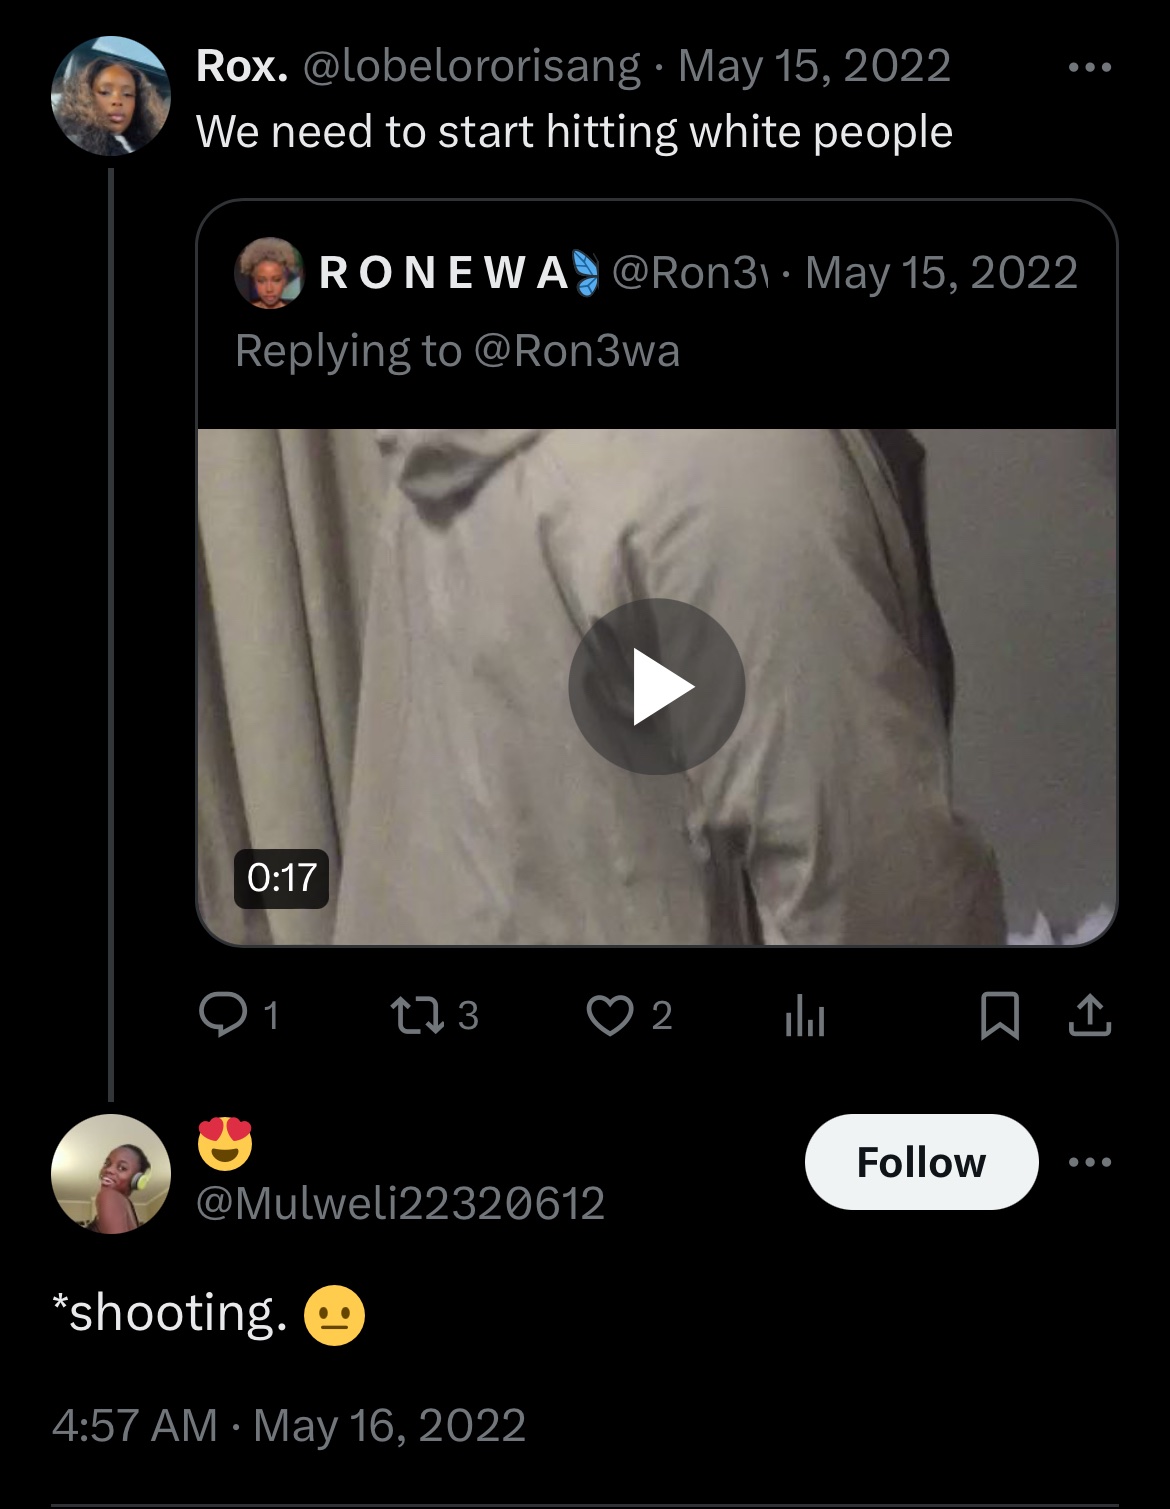 Rox. @lobelororisang · May 15, 2022
We need to start hitting white people
R O N E W A🦋 @Ron3 · May 15, 2022
Replying to @Ron3wa
0:17
1 3 2
😍 Follow
@Mulweli22320612
*shooting. 😐
4:57 AM · May 16, 2022